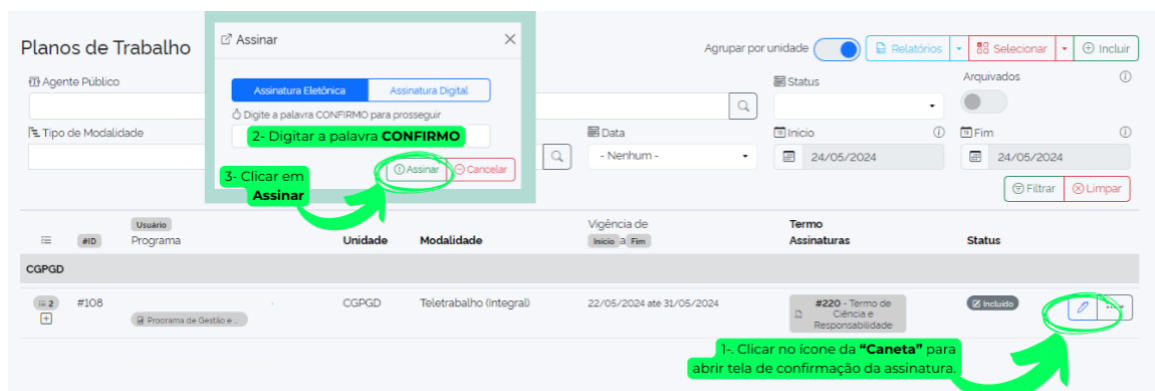 Planos de Trabalho
Assinar
Agrupar por unidade
Relatórios
Selecionar
Incluir
Agente Público
Status
Arquivados
Assinatura Eletônica
Assinatura Digital
Digite a palavra CONFIRMO para prosseguir
2- Digitar a palavra CONFIRMO
Tipo de Modalidade
Data
Inicio
Fim
- Nenhum -
24/05/2024
24/05/2024
Assinar
Cancelar
3- Clicar em
Assinar
Filtrar
Limpar
#ID
Usuário
Programa
Unidade
Modalidade
Vigência de
Inicio a Fim
Termo
Assinaturas
Status
CGPGD
2
#108
Programa de Gestão e ...
CGPGD
Teletrabalho (Integral)
22/05/2024 ate 31/05/2024
#220 - Termo de
Ciência e
Responsabilidade
Incluido
1-. Clicar no ícone da “Caneta” para
abrir tela de confirmação da assinatura.